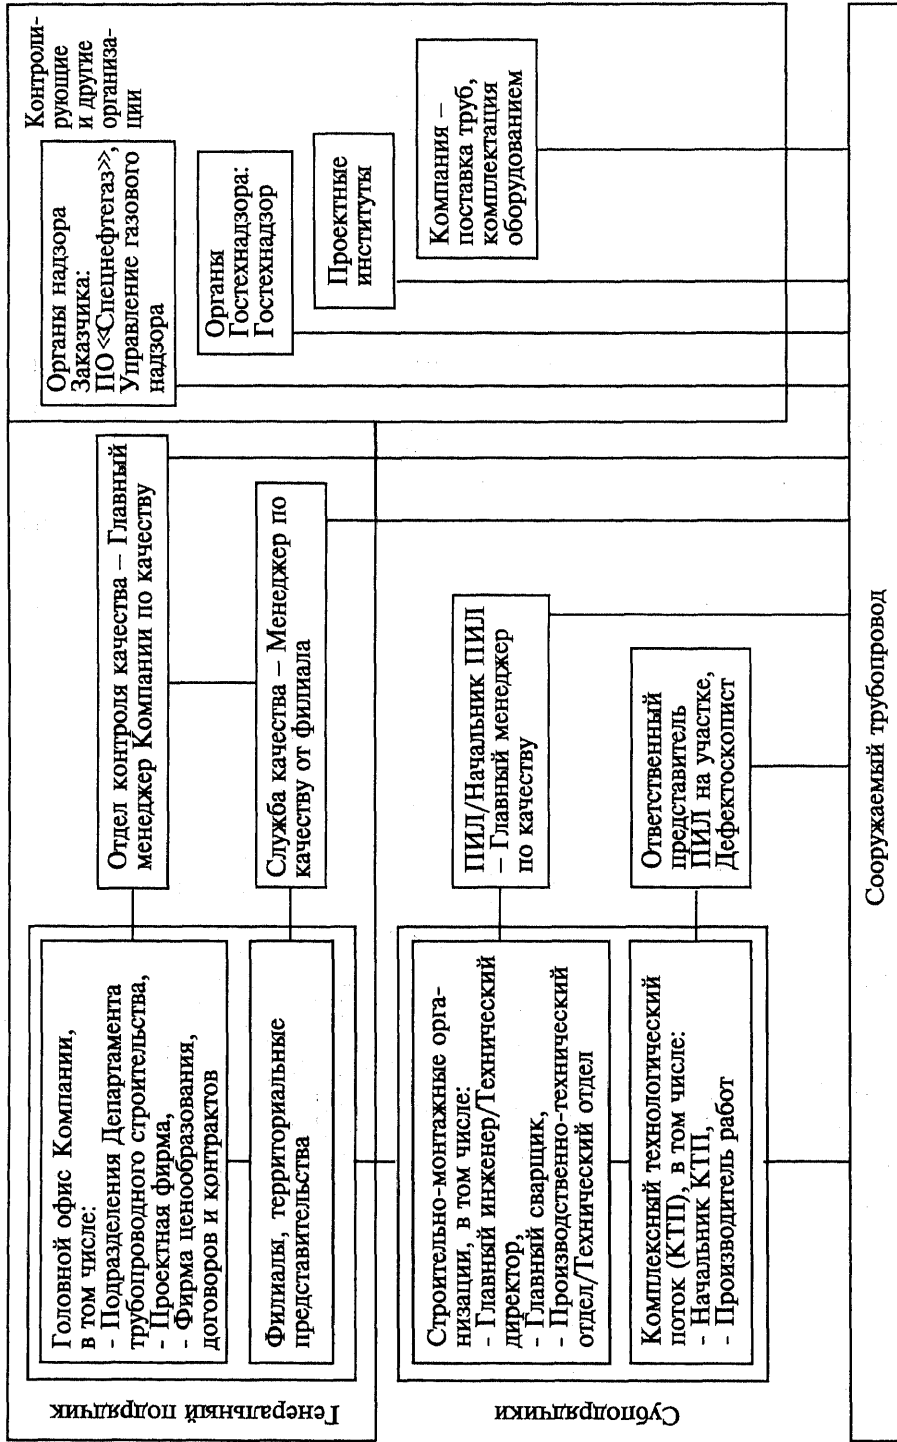 Генеральный подрядчик
Головной офис Компании,
в том числе:
- Подразделения Департамента
трубопроводного строительства,
- Проектная фирма,
- Фирма ценообразования,
договоров и контрактов
Филиалы, территориальные
представительства
Отдел контроля качества – Главный
менеджер Компании по качеству
Служба качества – Менеджер по
качеству от филиала
Контроли-
рующие
и другие
организа-
ции
Органы надзора
Заказчика:
ПО «Спецнефтегаз»,
Управление газового
надзора
Органы
Гостехнадзора:
Гостехнадзор
Проектные
институты
Компания –
поставка труб,
комплектация
оборудованием
Субподрядчики
Строительно-монтажные орга-
низации, в том числе:
- Главный инженер/Технический
директор,
- Главный сварщик,
- Производственно-технический
отдел/Технический отдел
Комплексный технологический
поток (КТП), в том числе:
- Начальник КТП,
- Производитель работ
ПИЛ/Начальник ПИЛ
– Главный менеджер
по качеству
Ответственный
представитель
ПИЛ на участке,
Дефектоскопист
Сооружаемый трубопровод